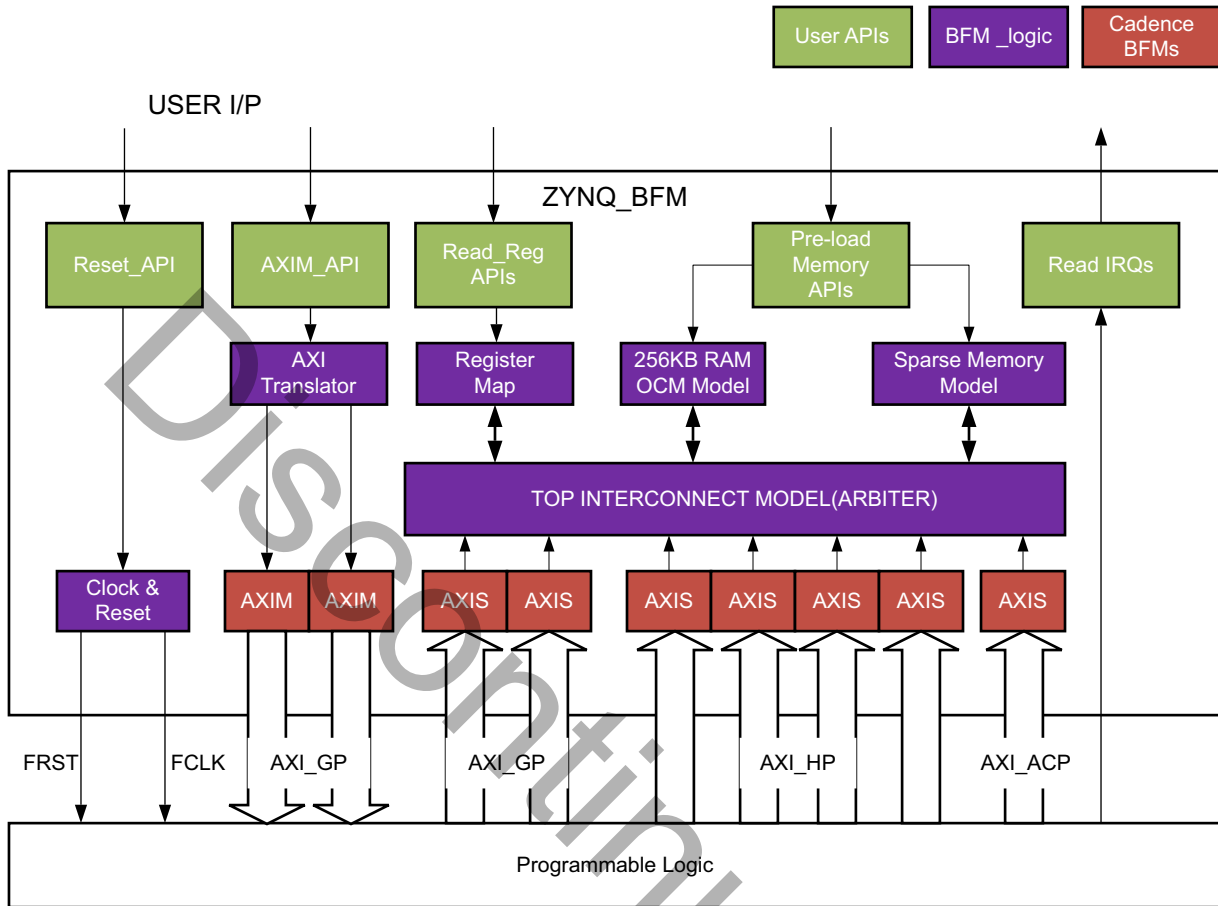 User APIs
BFM _logic
Cadence
BFMs
USER I/P
ZYNQ_BFM
Reset_API
AXIM_API
Read_Reg
APIs
Pre-load
Memory
APIs
Read IRQs
AXI
Translator
Register
Map
256KB RAM
OCM Model
Sparse Memory
Model
TOP INTERCONNECT MODEL(ARBITER)
Clock &
Reset
AXIM
AXIM
AXIS
AXIS
AXIS
AXIS
AXIS
AXIS
AXIS
FRST
FCLK
AXI_GP
AXI_GP
AXI_HP
AXI_ACP
Programmable Logic